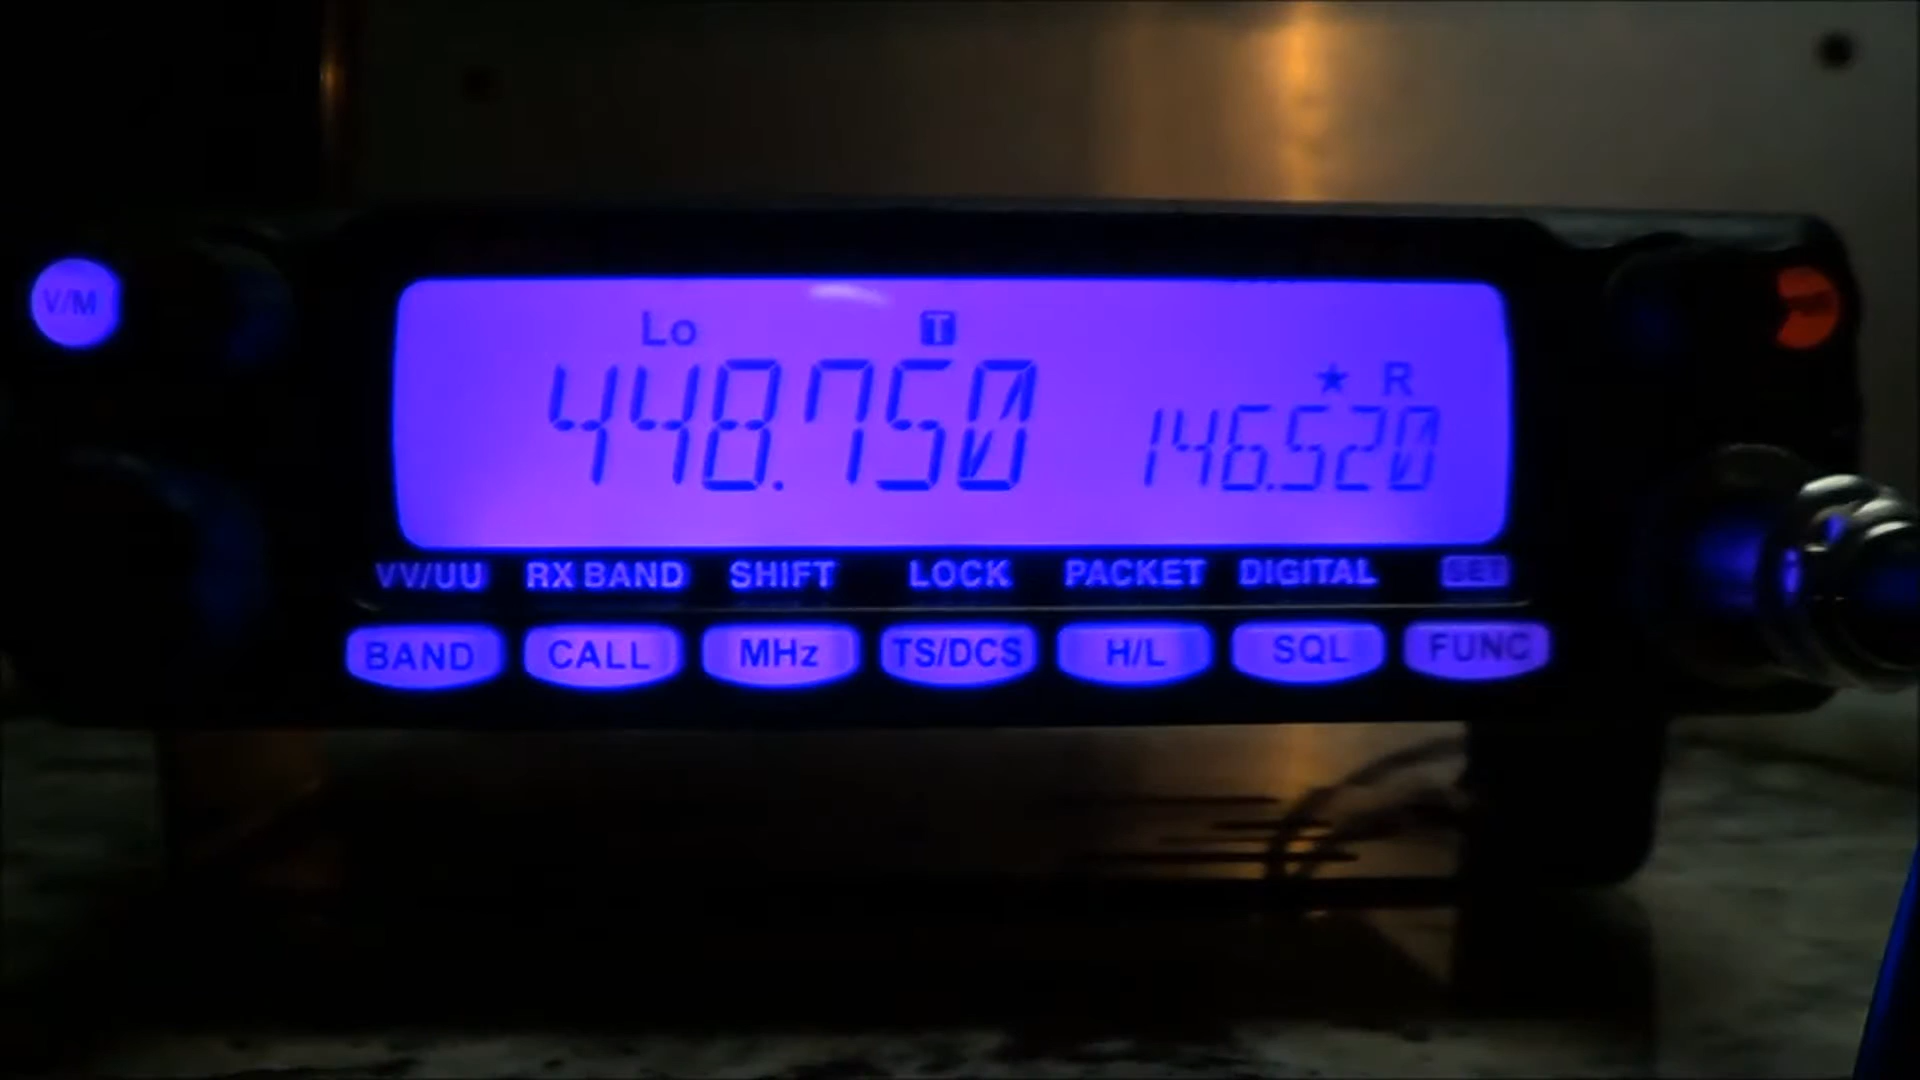 V/M
Lo T
448.750
★ R
146.520
VV/UU RX BAND SHIFT LOCK PACKET DIGITAL SET
BAND CALL MHz TS/DCS H/L SQL FUNC